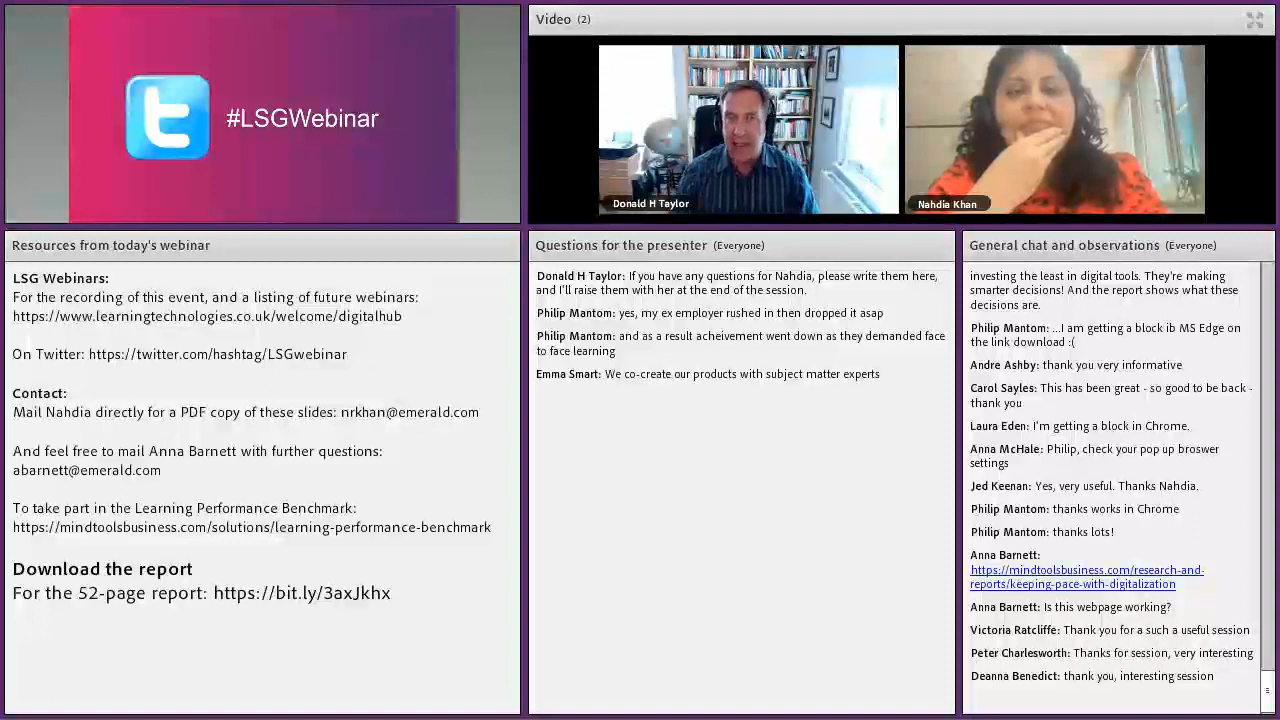 #LSGWebinar
Video (2)
Donald H Taylor
Nahdia Khan
Resources from today's webinar
LSG Webinars:
For the recording of this event, and a listing of future webinars:
https://www.learningtechnologies.co.uk/welcome/digitalhub
On Twitter: https://twitter.com/hashtag/LSGwebinar
Contact:
Mail Nahdia directly for a PDF copy of these slides: nrkhan@emerald.com
And feel free to mail Anna Barnett with further questions:
abarnett@emerald.com
To take part in the Learning Performance Benchmark:
https://mindtoolsbusiness.com/solutions/learning-performance-benchmark
Download the report
For the 52-page report: https://bit.ly/3axJkhx
Questions for the presenter (Everyone)
Donald H Taylor: If you have any questions for Nahdia, please write them here,
and I'll raise them with her at the end of the session.
Philip Mantom: yes, my ex employer rushed in then dropped it asap
Philip Mantom: and as a result acheivement went down as they demanded face
to face learning
Emma Smart: We co-create our products with subject matter experts
General chat and observations (Everyone)
investing the least in digital tools. They're making
smarter decisions! And the report shows what these
decisions are.
Philip Mantom: ...I am getting a block ib MS Edge on
the link download :(
Andre Ashby: thank you very informative
Carol Sayles: This has been great - so good to be back -
thank you
Laura Eden: I'm getting a block in Chrome.
Anna McHale: Philip, check your pop up broswer
settings
Jed Keenan: Yes, very useful. Thanks Nahdia.
Philip Mantom: thanks works in Chrome
Philip Mantom: thanks lots!
Anna Barnett:
https://mindtoolsbusiness.com/research-and-
reports/keeping-pace-with-digitalization
Anna Barnett: Is this webpage working?
Victoria Ratcliffe: Thank you for a such a useful session
Peter Charlesworth: Thanks for session, very interesting
Deanna Benedict: thank you, interesting session